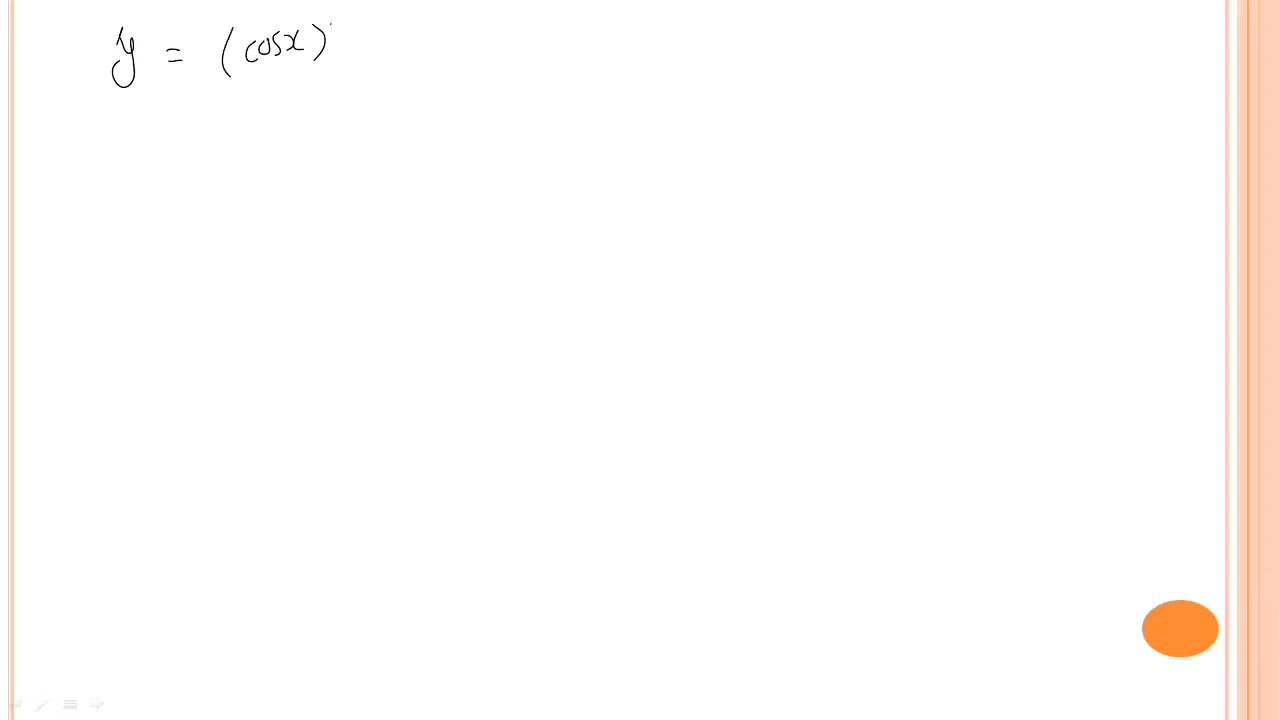 y = (cosx)